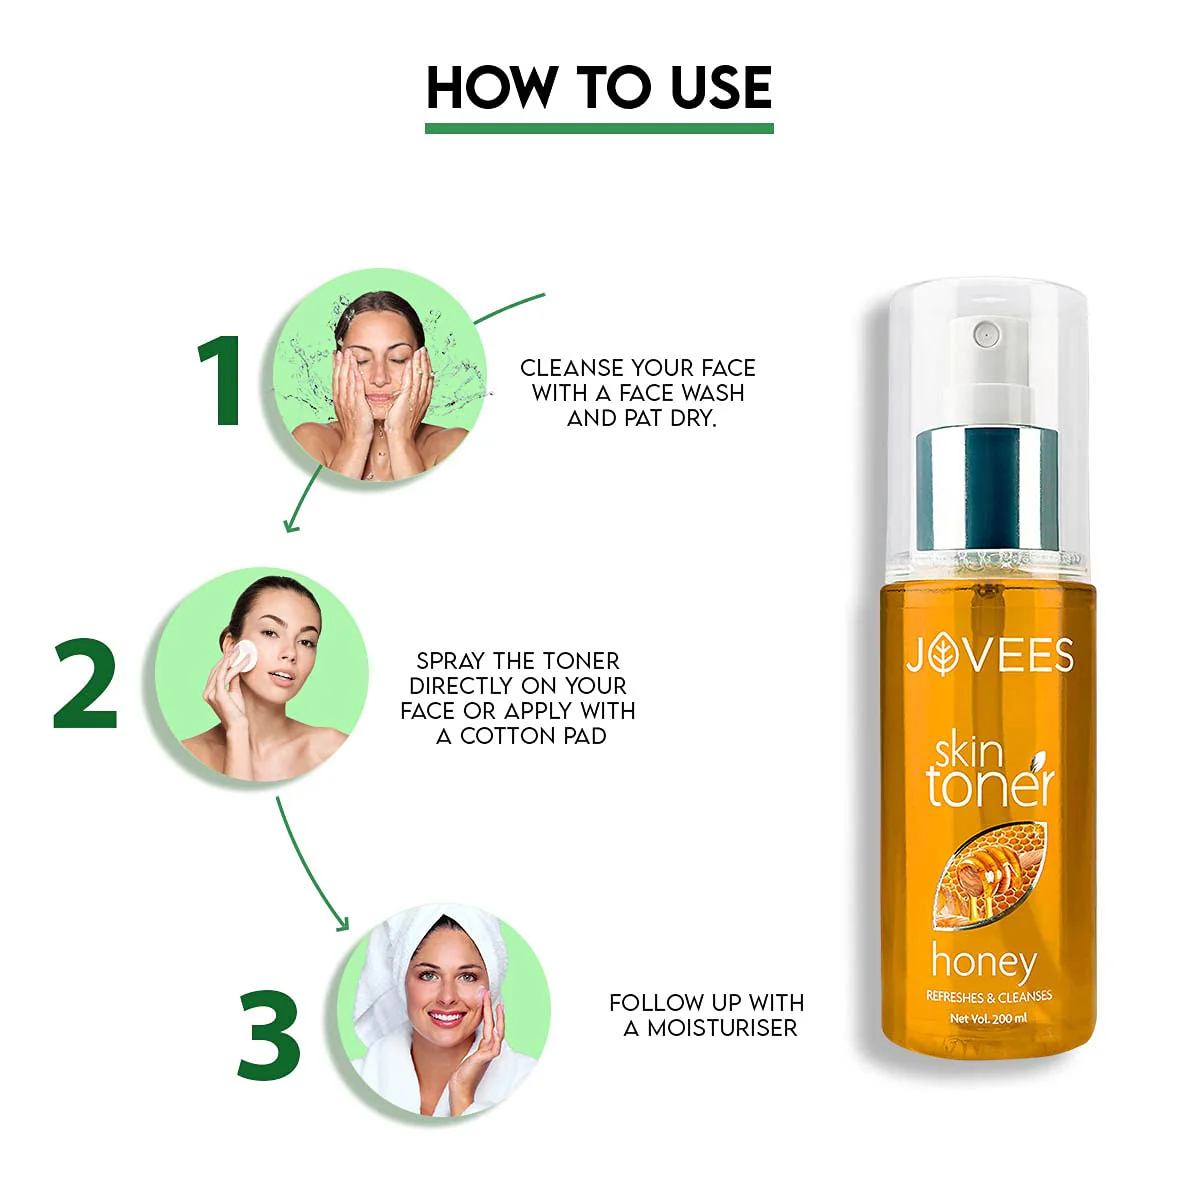 HOW TO USE
1
CLEANSE YOUR FACE
WITH A FACE WASH
AND PAT DRY.
2
SPRAY THE TONER
DIRECTLY ON YOUR
FACE OR APPLY WITH
A COTTON PAD
3
FOLLOW UP WITH
A MOISTURISER
JOVEES
skin
toner
honey
REFRESHES & CLEANSES
Net Vol. 200 ml